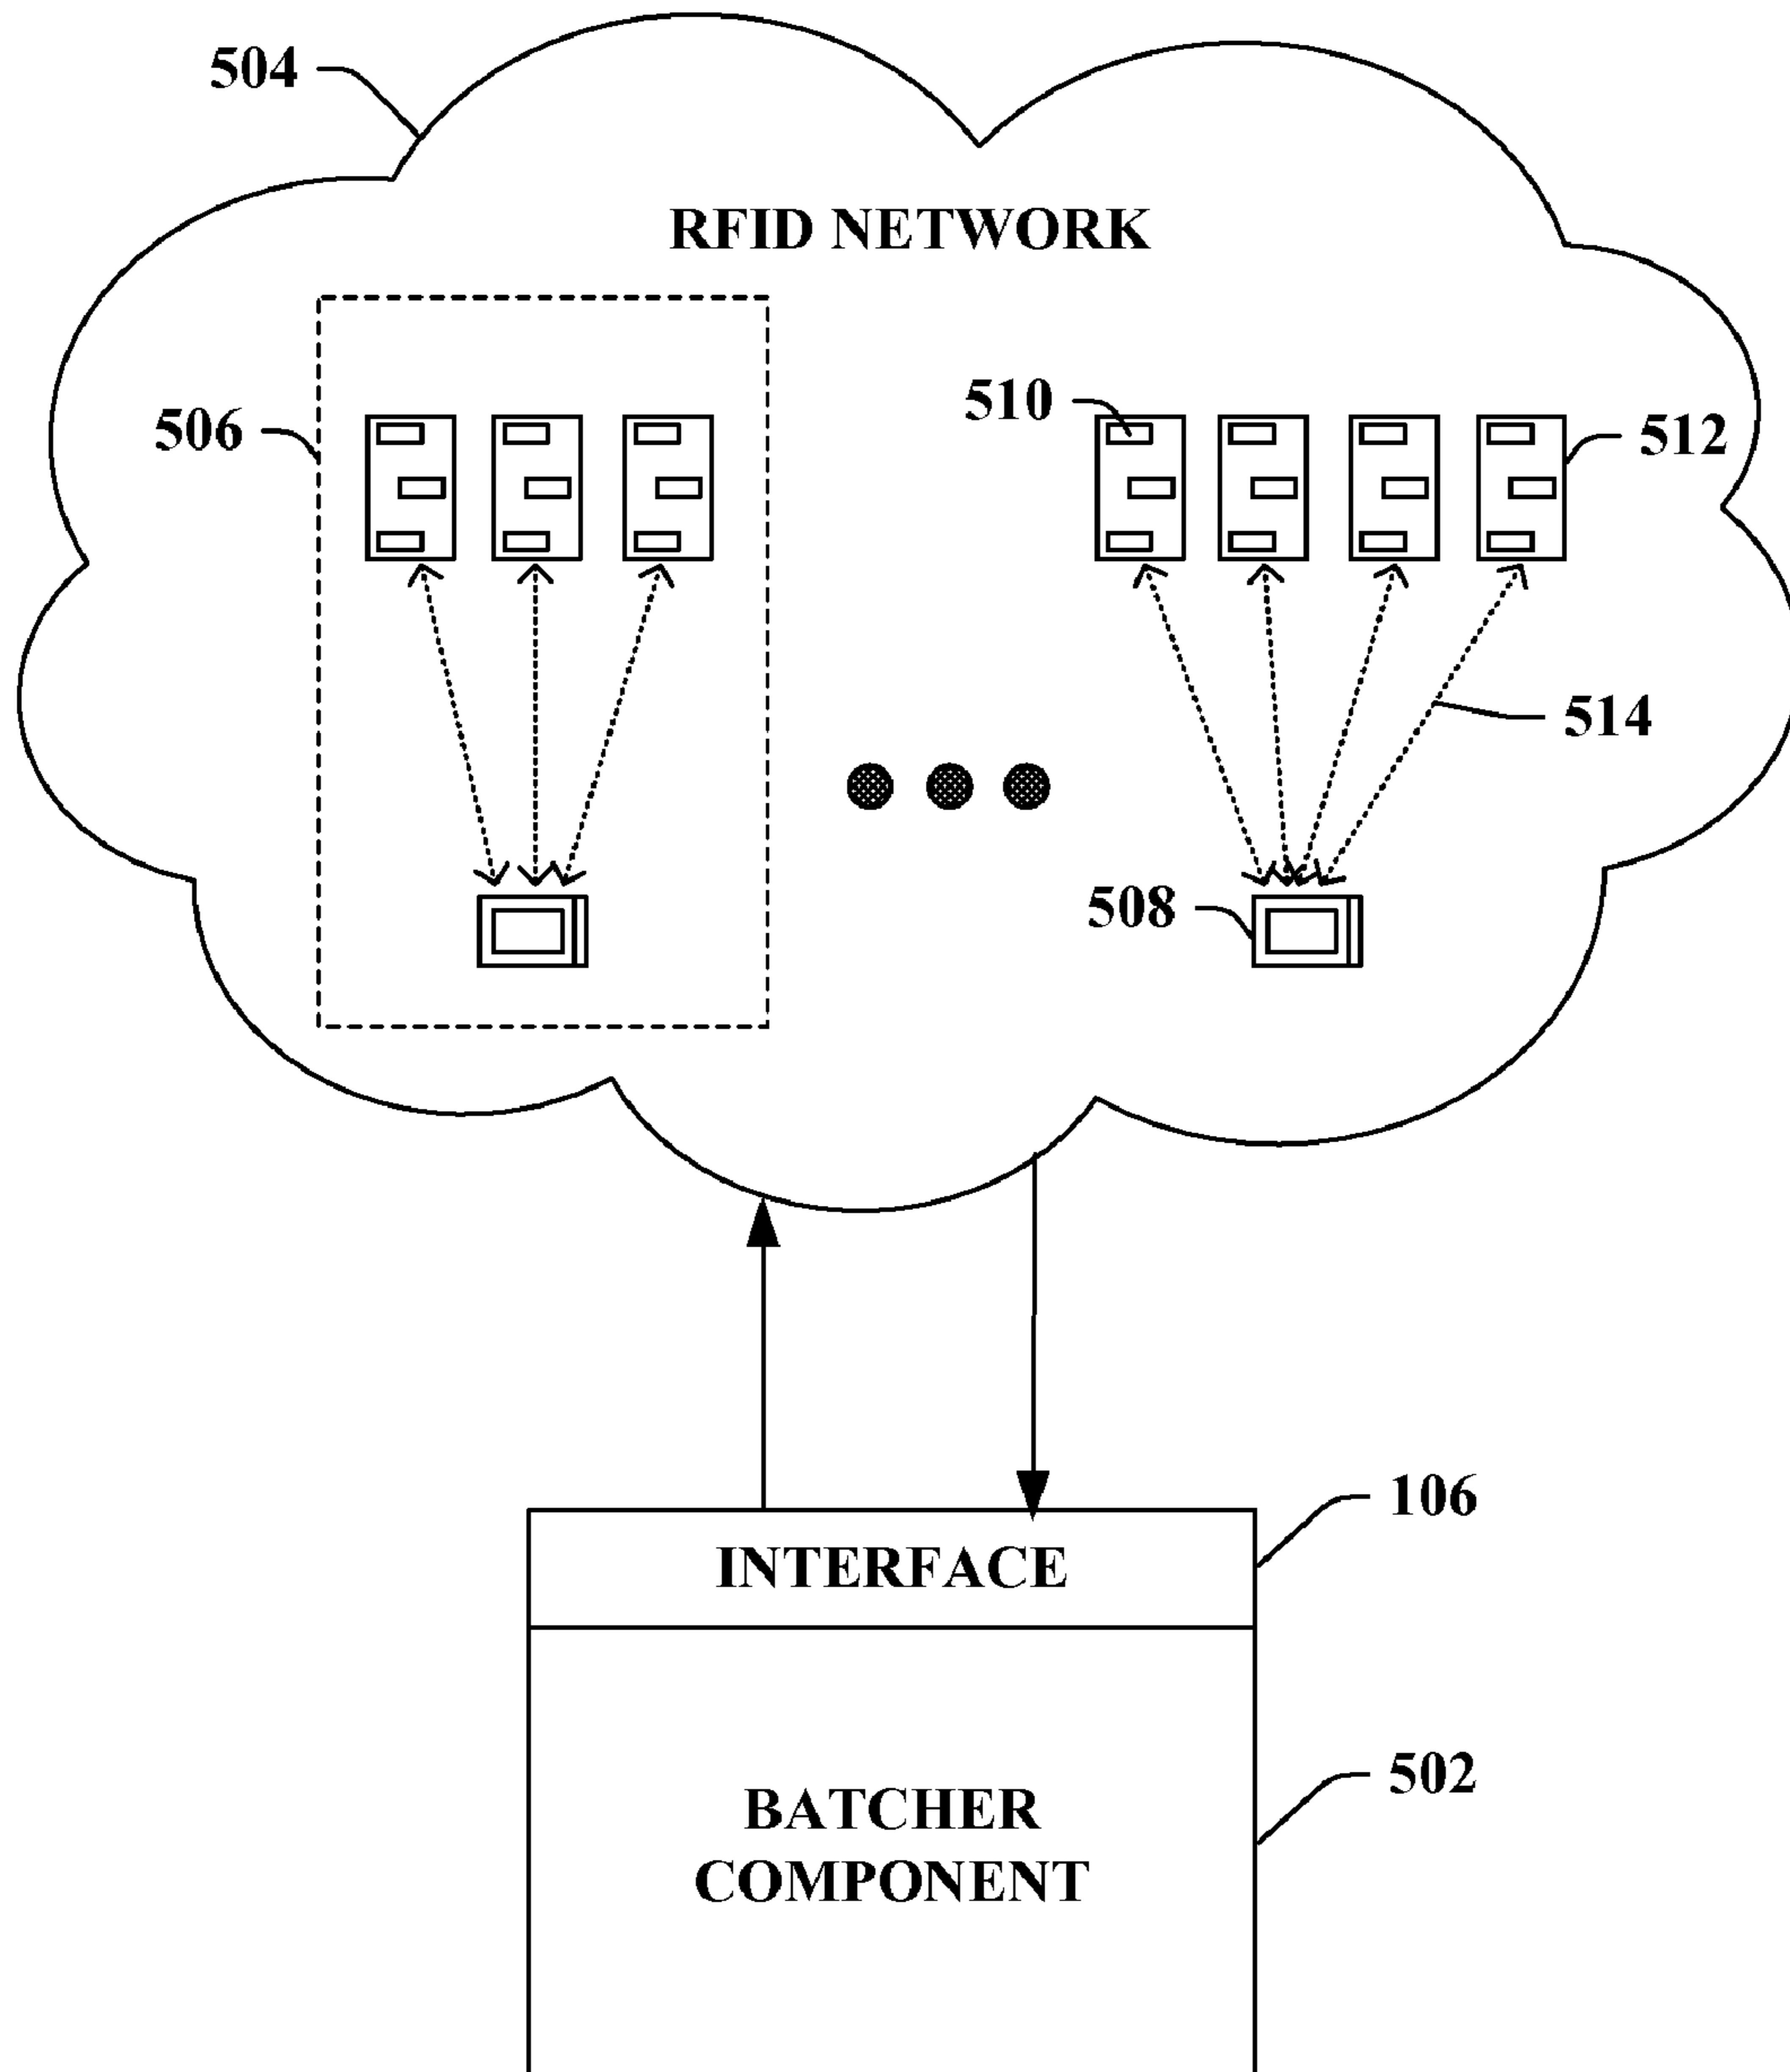 504
RFID NETWORK
506
510
512
514
508
106
INTERFACE
502
BATCHER
COMPONENT